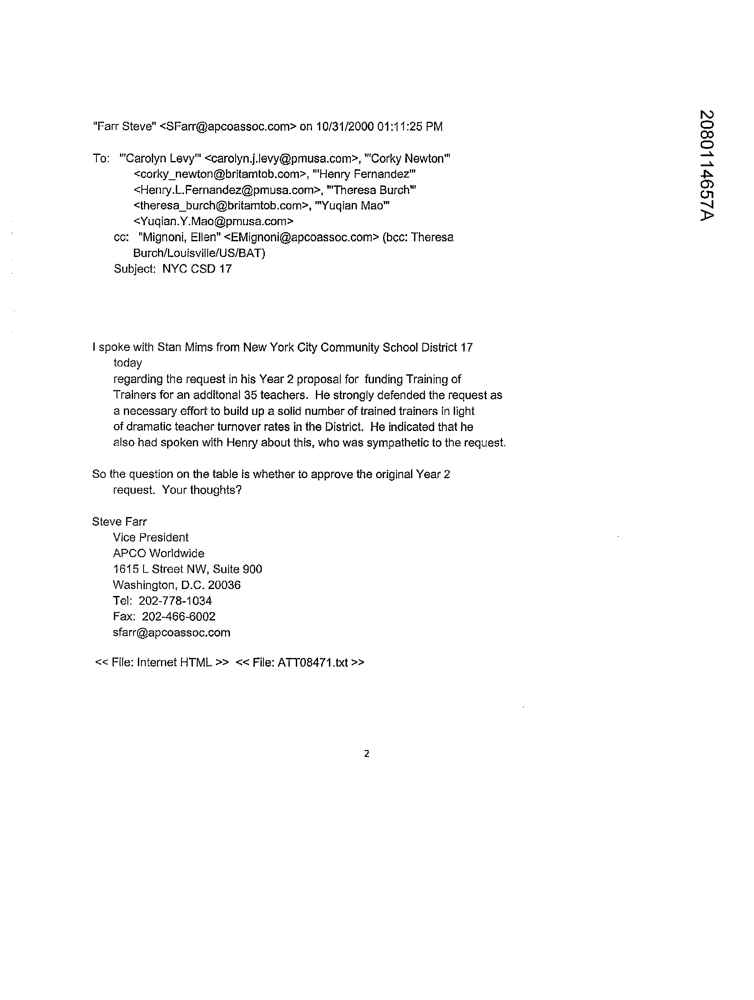 "Farr Steve" <SFarr@apcoassoc.com> on 10/31/2000 01:11:25 PM
To: "'Carolyn Levy'" <carolyn.j.levy@pmusa.com>, "'Corky Newton'"
<corky_newton@britamtob.com>, "'Henry Fernandez'"
<Henry.L.Fernandez@pmusa.com>, "'Theresa Burch'"
<theresa_burch@britamtob.com>, "'Yuqian Mao'"
<Yuqian.Y.Mao@pmusa.com>
cc: "Mignoni, Ellen" <EMignoni@apcoassoc.com> (bcc: Theresa
Burch/Louisville/US/BAT)
Subject: NYC CSD 17
I spoke with Stan Mims from New York City Community School District 17
today
regarding the request in his Year 2 proposal for funding Training of
Trainers for an additonal 35 teachers. He strongly defended the request as
a necessary effort to build up a solid number of trained trainers in light
of dramatic teacher turnover rates in the District. He indicated that he
also had spoken with Henry about this, who was sympathetic to the request.
So the question on the table is whether to approve the original Year 2
request. Your thoughts?
Steve Farr
Vice President
APCO Worldwide
1615 L Street NW, Suite 900
Washington, D.C. 20036
Tel: 202-778-1034
Fax: 202-466-6002
sfarr@apcoassoc.com
<< File: Internet HTML >> << File: ATT08471.txt >>
2
2080114657A